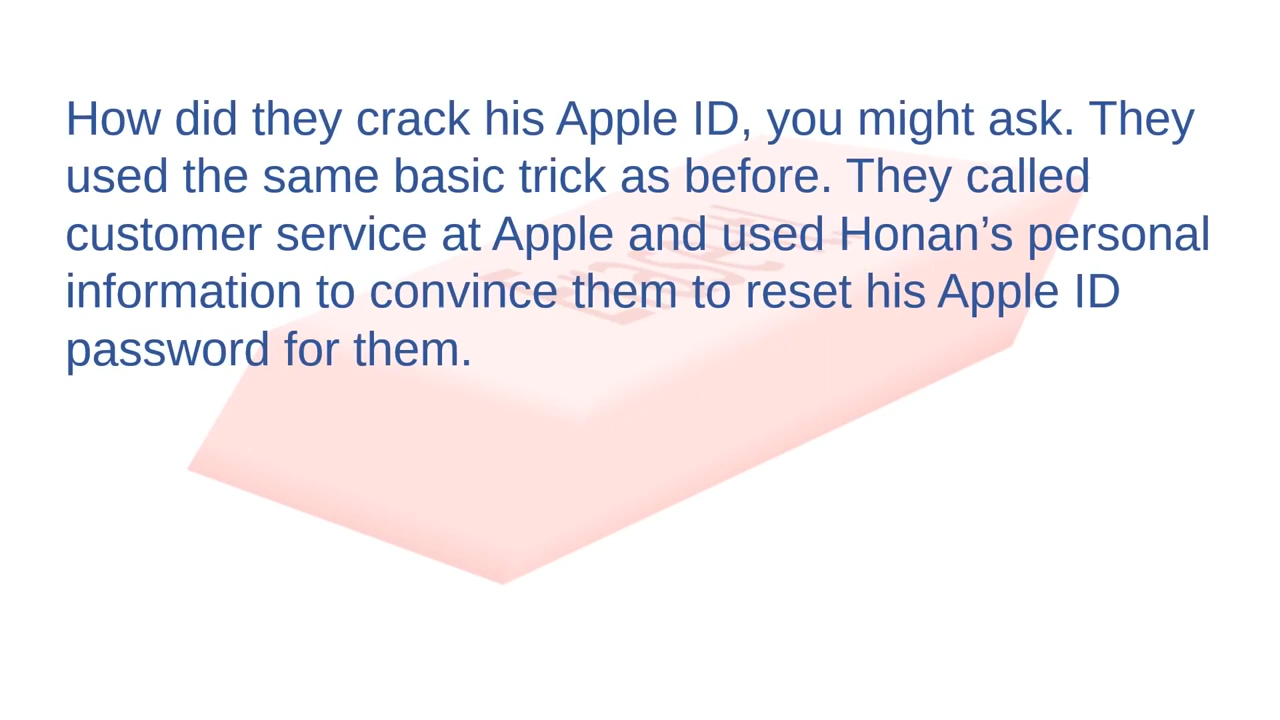 How did they crack his Apple ID, you might ask. They
used the same basic trick as before. They called
customer service at Apple and used Honan’s personal
information to convince them to reset his Apple ID
password for them.